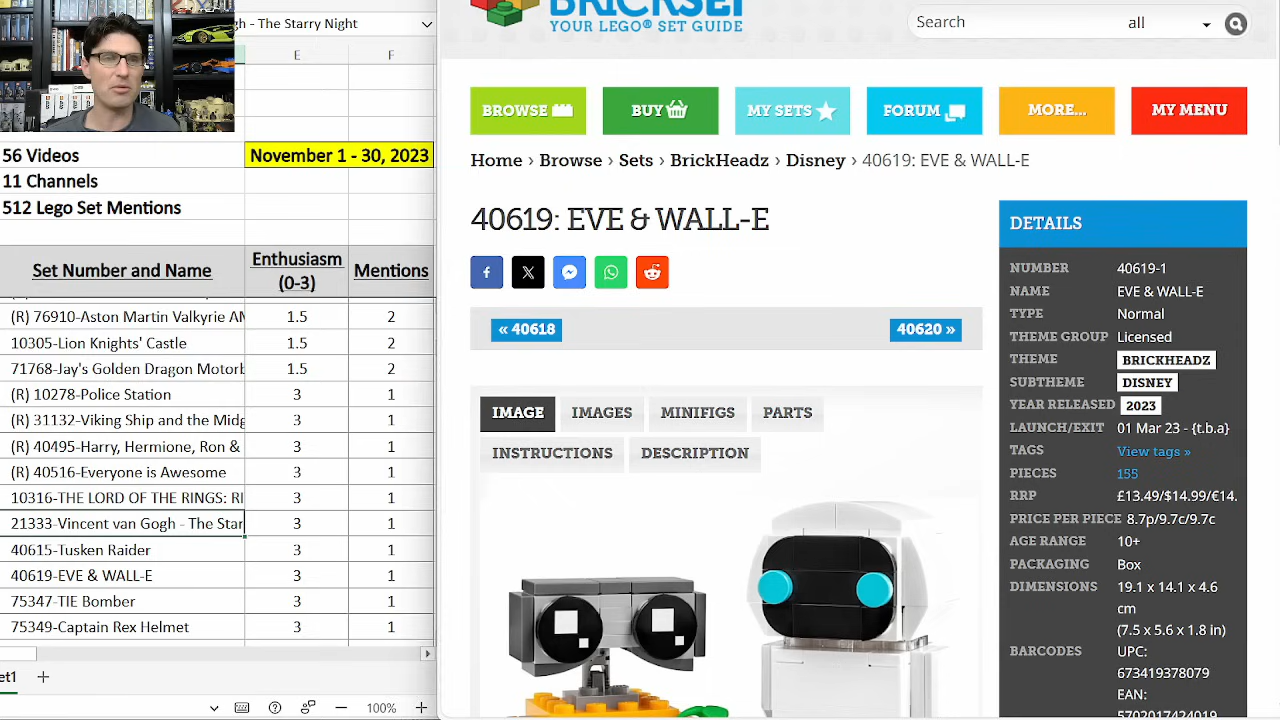 gh - The Starry Night
E
F
56 Videos
November 1 - 30, 2023
11 Channels
512 Lego Set Mentions
Set Number and Name
Enthusiasm
(0-3)
Mentions
(R) 76910-Aston Martin Valkyrie AM
1.5
2
10305-Lion Knights' Castle
1.5
2
71768-Jay's Golden Dragon Motorb
1.5
2
(R) 10278-Police Station
3
1
(R) 31132-Viking Ship and the Midg
3
1
(R) 40495-Harry, Hermione, Ron &
3
1
(R) 40516-Everyone is Awesome
3
1
10316-THE LORD OF THE RINGS: RI
3
1
21333-Vincent van Gogh - The Star
3
1
40615-Tusken Raider
3
1
40619-EVE & WALL-E
3
1
75347-TIE Bomber
3
1
75349-Captain Rex Helmet
3
1
et1
100%
BRICKSET
YOUR LEGO® SET GUIDE
Search
all
BROWSE
BUY
MY SETS
FORUM
MORE...
MY MENU
Home › Browse › Sets › BrickHeadz › Disney › 40619: EVE & WALL-E
40619: EVE & WALL-E
« 40618
40620 »
IMAGE
IMAGES
MINIFIGS
PARTS
INSTRUCTIONS
DESCRIPTION
DETAILS
NUMBER
40619-1
NAME
EVE & WALL-E
TYPE
Normal
THEME GROUP
Licensed
THEME
BRICKHEADZ
SUBTHEME
DISNEY
YEAR RELEASED
2023
LAUNCH/EXIT
01 Mar 23 - {t.b.a}
TAGS
View tags »
PIECES
155
RRP
£13.49/$14.99/€14.
PRICE PER PIECE
8.7p/9.7c/9.7c
AGE RANGE
10+
PACKAGING
Box
DIMENSIONS
19.1 x 14.1 x 4.6
cm
(7.5 x 5.6 x 1.8 in)
BARCODES
UPC:
673419378079
EAN:
5702017424019